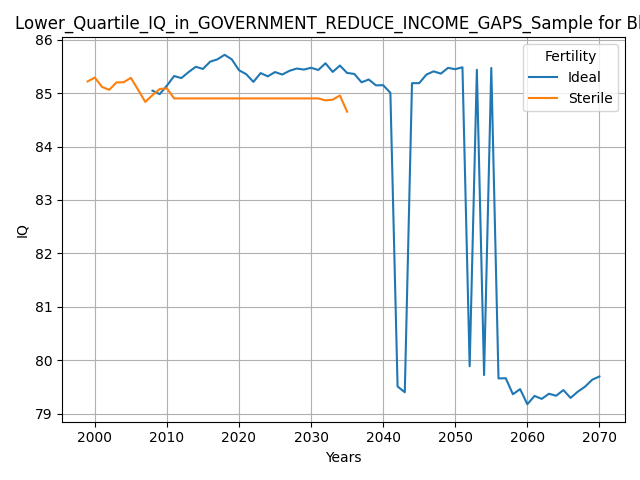 Lower_Quartile_IQ_in_GOVERNMENT_REDUCE_INCOME_GAPS_Sample for Bl
Fertility
Ideal
Sterile
86
85
84
83
82
81
80
79
IQ
2000 2010 2020 2030 2040 2050 2060 2070
Years